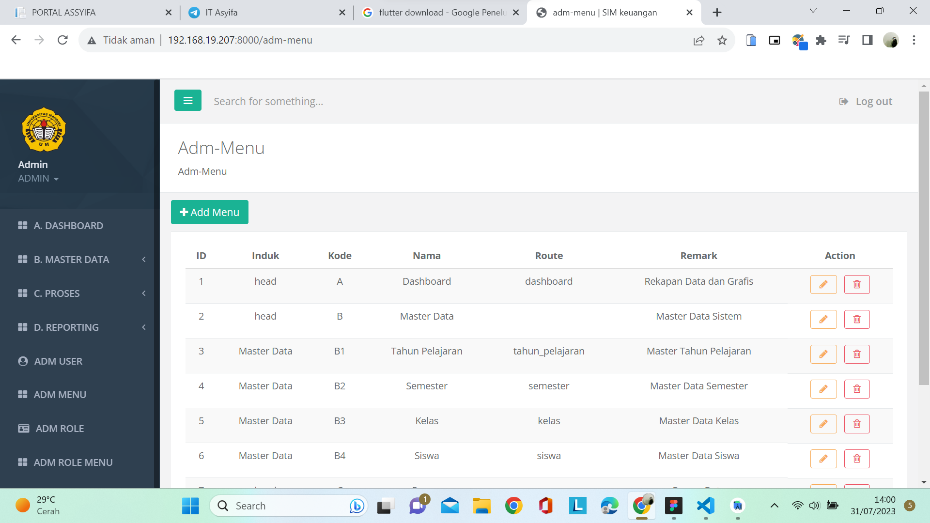 PORTAL ASSYIFA
IT Asyifa
flutter download - Google Penelu
adm-menu | SIM keuangan
Tidak aman | 192.168.19.207:8000/adm-menu
Search for something...
Log out
Admin
ADMIN
Adm-Menu
Adm-Menu
Add Menu
A. DASHBOARD
B. MASTER DATA
C. PROSES
D. REPORTING
ADM USER
ADM MENU
ADM ROLE
ADM ROLE MENU
ID Induk Kode Nama Route Remark Action
1 head A Dashboard dashboard Rekapan Data dan Grafis
2 head B Master Data Master Data Sistem
3 Master Data B1 Tahun Pelajaran tahun_pelajaran Master Tahun Pelajaran
4 Master Data B2 Semester semester Master Data Semester
5 Master Data B3 Kelas kelas Master Data Kelas
6 Master Data B4 Siswa siswa Master Data Siswa
29°C
Cerah
Search
1
14:00
31/07/2023
5